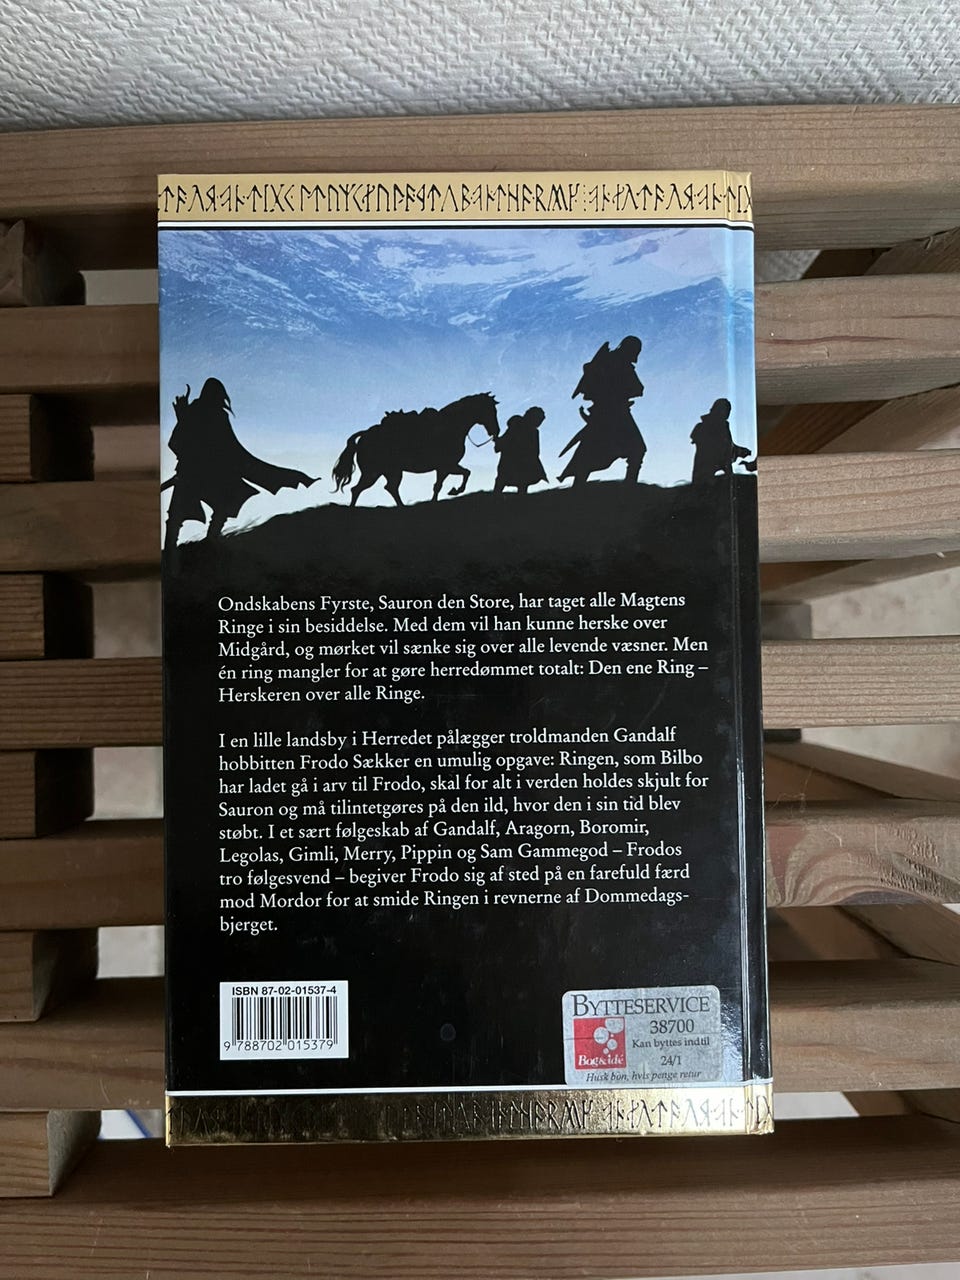 Ondskabens Fyrste, Sauron den Store, har taget alle Magtens
Ringe i sin besiddelse. Med dem vil han kunne herske over
Midgård, og mørket vil sænke sig over alle levende væsner. Men
én ring mangler for at gøre herredømmet totalt: Den ene Ring –
Herskeren over alle Ringe.
I en lille landsby i Herredet pålægger troldmanden Gandalf
hobbitten Frodo Sækker en umulig opgave: Ringen, som Bilbo
har ladet gå i arv til Frodo, skal for alt i verden holdes skjult for
Sauron og må tilintetgøres på den ild, hvor den i sin tid blev
støbt. I et sært følgeskab af Gandalf, Aragorn, Boromir,
Legolas, Gimli, Merry, Pippin og Sam Gammegod – Frodos
tro følgesvend – begiver Frodo sig af sted på en farefuld færd
mod Mordor for at smide Ringen i revnerne af Dommedags-
bjerget.
ISBN 87-02-01537-4
9 788702 015379
BYTTESERVICE
38700
Kan byttes indtil
24/1
Bog&idé
Husk bon, hvis penge retur